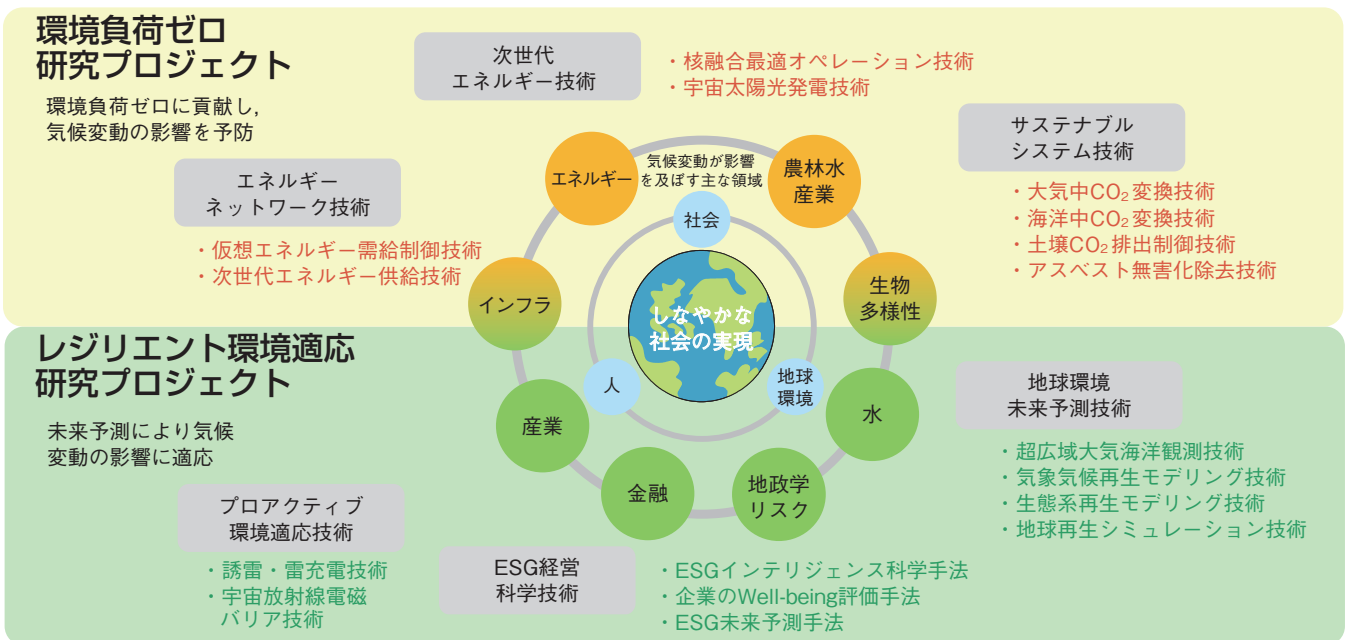 環境負荷ゼロ
研究プロジェクト
環境負荷ゼロに貢献し,
気候変動の影響を予防
次世代
エネルギー技術
・核融合最適オペレーション技術
・宇宙太陽光発電技術
サステナブル
システム技術
・大気中CO₂変換技術
・海洋中CO₂変換技術
・土壌CO₂排出制御技術
・アスベスト無害化除去技術
エネルギー
ネットワーク技術
・仮想エネルギー需給制御技術
・次世代エネルギー供給技術
エネルギー
気候変動が影響
を及ぼす主な領域
農林水
産業
社会
インフラ
生物
多様性
しなやかな
社会の実現
人
地球
環境
産業
水
金融
地政学
リスク
レジリエント環境適応
研究プロジェクト
未来予測により気候
変動の影響に適応
地球環境
未来予測技術
・超広域大気海洋観測技術
・気象気候再生モデリング技術
・生態系再生モデリング技術
・地球再生シミュレーション技術
プロアクティブ
環境適応技術
・誘雷・雷充電技術
・宇宙放射線電磁
バリア技術
ESG経営
科学技術
・ESGインテリジェンス科学手法
・企業のWell-being評価手法
・ESG未来予測手法